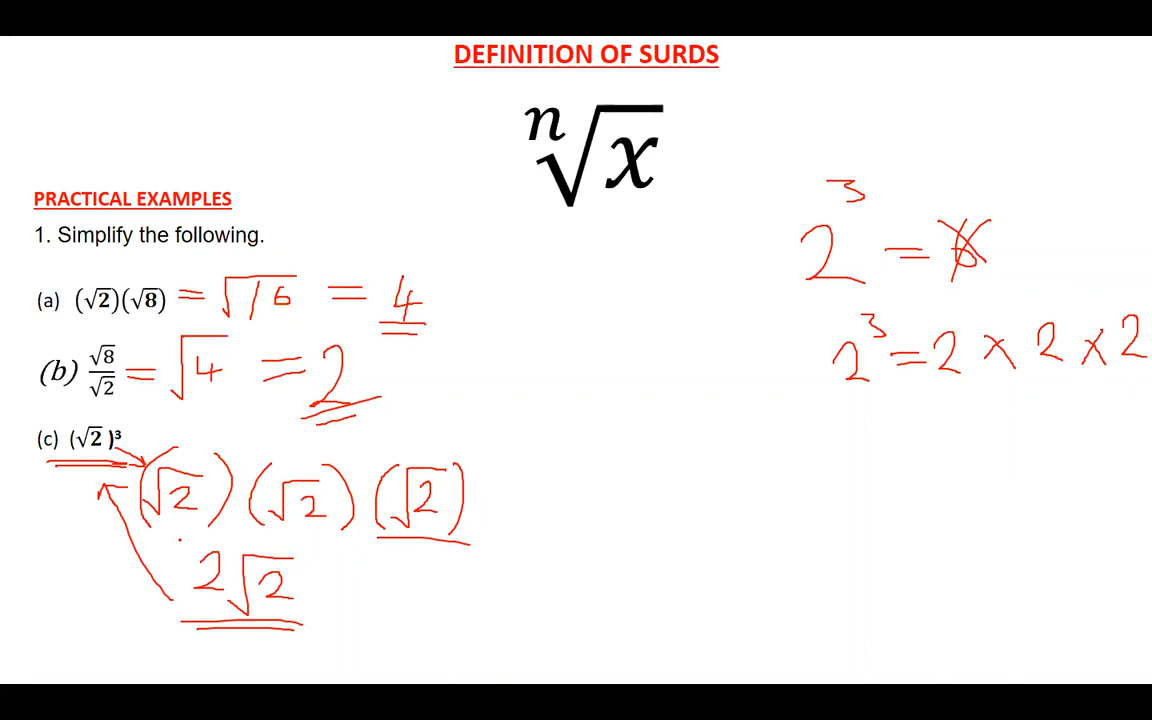 DEFINITION OF SURDS
ⁿ√x
PRACTICAL EXAMPLES
1. Simplify the following.
(a) (√2)(√8) = √16 = 4
(b) √8/√2 = √4 = 2
(c) (√2 )³
(√2) (√2) (√2)
2√2
2³ = 6
2³ = 2 × 2 × 2